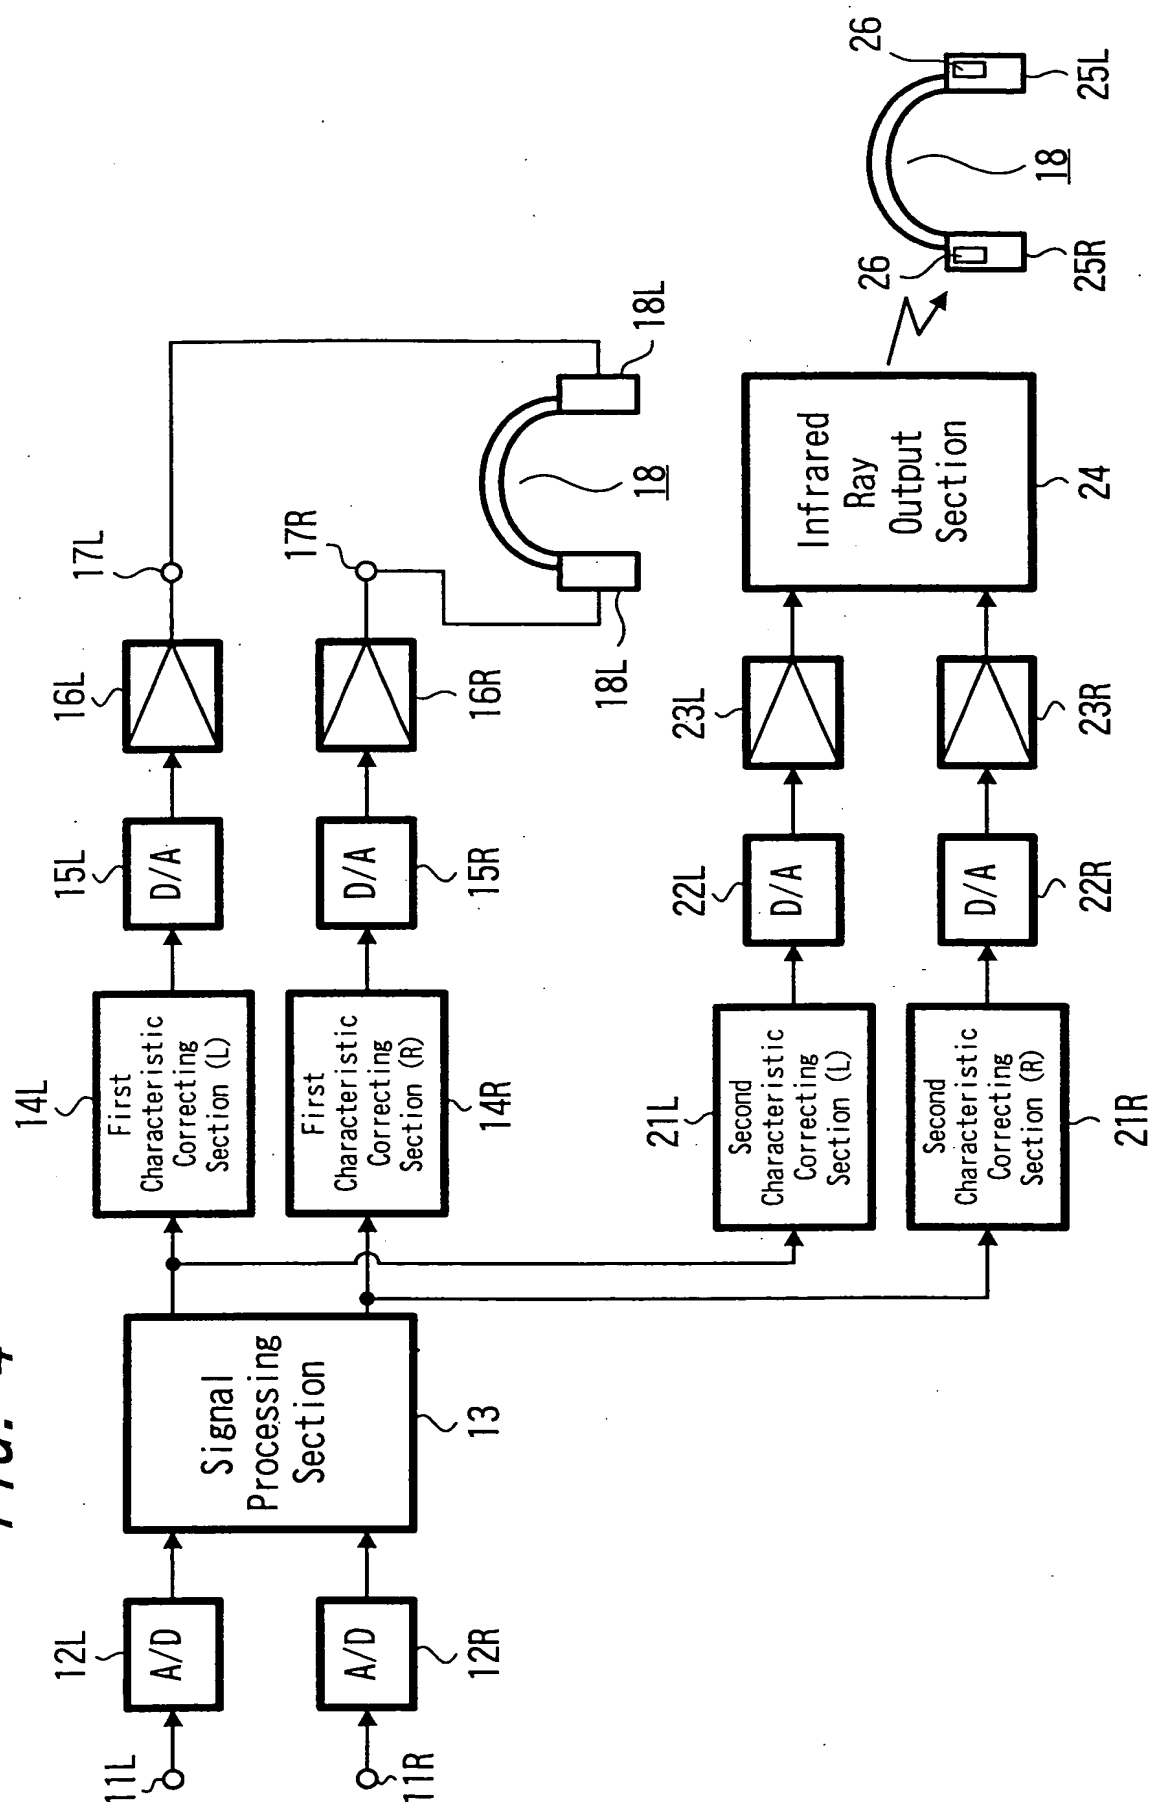 FIG. 4
11L
12L
A/D
11R
12R
A/D
Signal
Processing
Section
13
14L
First
Characteristic
Correcting
Section (L)
14R
First
Characteristic
Correcting
Section (R)
15L
D/A
15R
D/A
16L
16R
17L
17R
18L
18
18L
21L
Second
Characteristic
Correcting
Section (L)
21R
Second
Characteristic
Correcting
Section (R)
22L
D/A
22R
D/A
23L
23R
Infrared
Ray
Output
Section
24
26
25R
18
26
25L